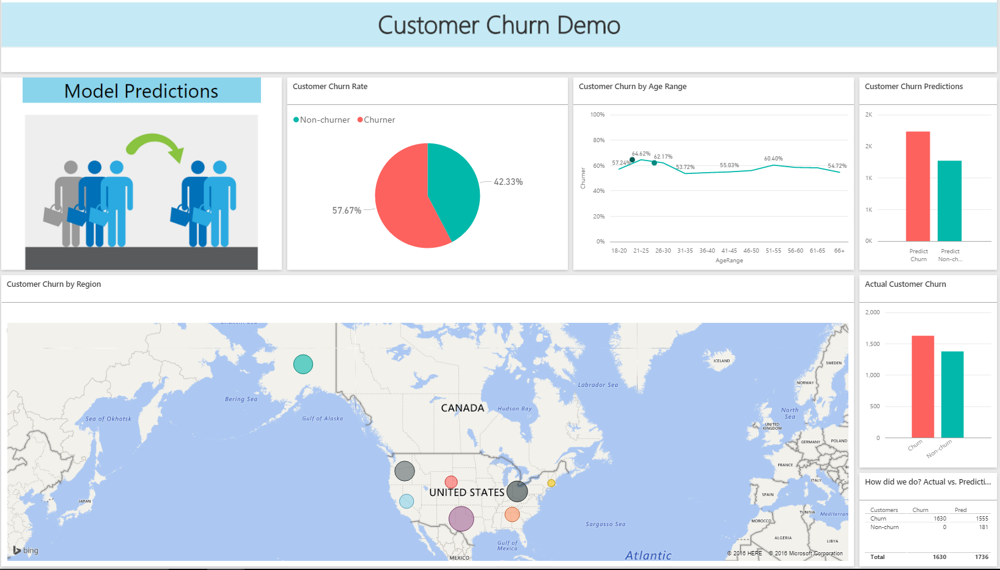 Customer Churn Demo
Model Predictions
Customer Churn Rate
Non-churner Churner
42.33%
57.67%
Customer Churn by Age Range
100%
80%
60%
40%
20%
0%
Churner
57.24%
64.62%
62.17%
53.72%
55.03%
60.40%
54.72%
18-20 21-25 26-30 31-35 36-40 41-45 46-50 51-55 56-60 61-65 66+
AgeRange
Customer Churn Predictions
2K
2K
1K
1K
0K
Predict Churn
Predict Non-ch...
Customer Churn by Region
Bering Sea
Sea of Okhotsk
Gulf of Alaska
CANADA
Hudson Bay
Labrador Sea
ICELAND
SWEDEN
NORWAY
North Sea
UNITED KINGDOM
GERMANY
POLAND
FRANCE
ITALY
SPAIN
JAPAN
UNITED STATES
TUNISIA
Mediterran
MOROCCO
Sargasso Sea
ALGERIA
LIBYA
Gulf of Mexico
MEXICO
Atlantic
bing
© 2016 HERE © 2016 Microsoft Corporation
Actual Customer Churn
2,000
1,500
1,000
500
0
Churn
Non-churn
How did we do? Actual vs. Predicti...
Customers Churn Pred
Churn 1630 1555
Non-churn 0 181
Total 1630 1736